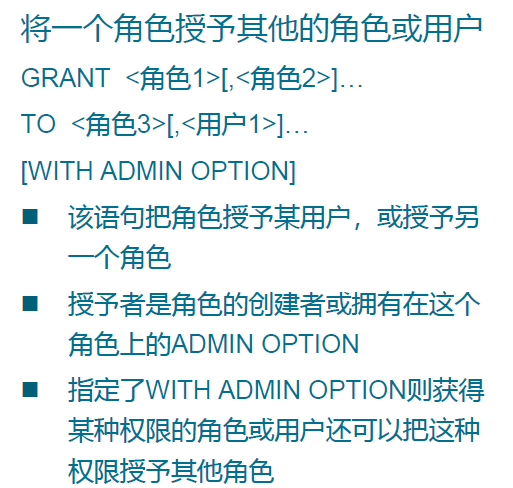 将一个角色授予其他的角色或用户
GRANT <角色1>[,<角色2>]…
TO <角色3>[,<用户1>]…
[WITH ADMIN OPTION]
■ 该语句把角色授予某用户，或授予另
一个角色
■ 授予者是角色的创建者或拥有在这个
角色上的ADMIN OPTION
■ 指定了WITH ADMIN OPTION则获得
某种权限的角色或用户还可以把这种
权限授予其他角色